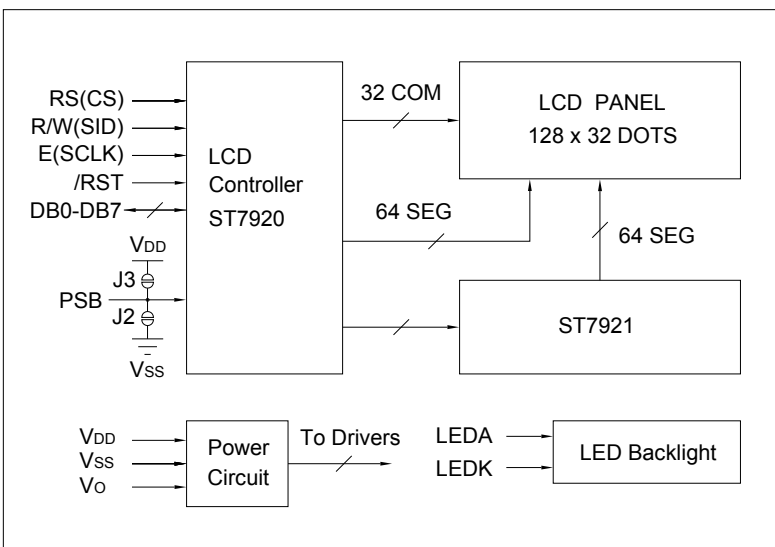 RS(CS)
R/W(SID)
E(SCLK)
/RST
DB0-DB7
VDD
J3
PSB
J2
VSS
LCD
Controller
ST7920
32 COM
64 SEG
LCD PANEL
128 x 32 DOTS
64 SEG
ST7921
VDD
VSS
VO
Power
Circuit
To Drivers
LEDA
LEDK
LED Backlight